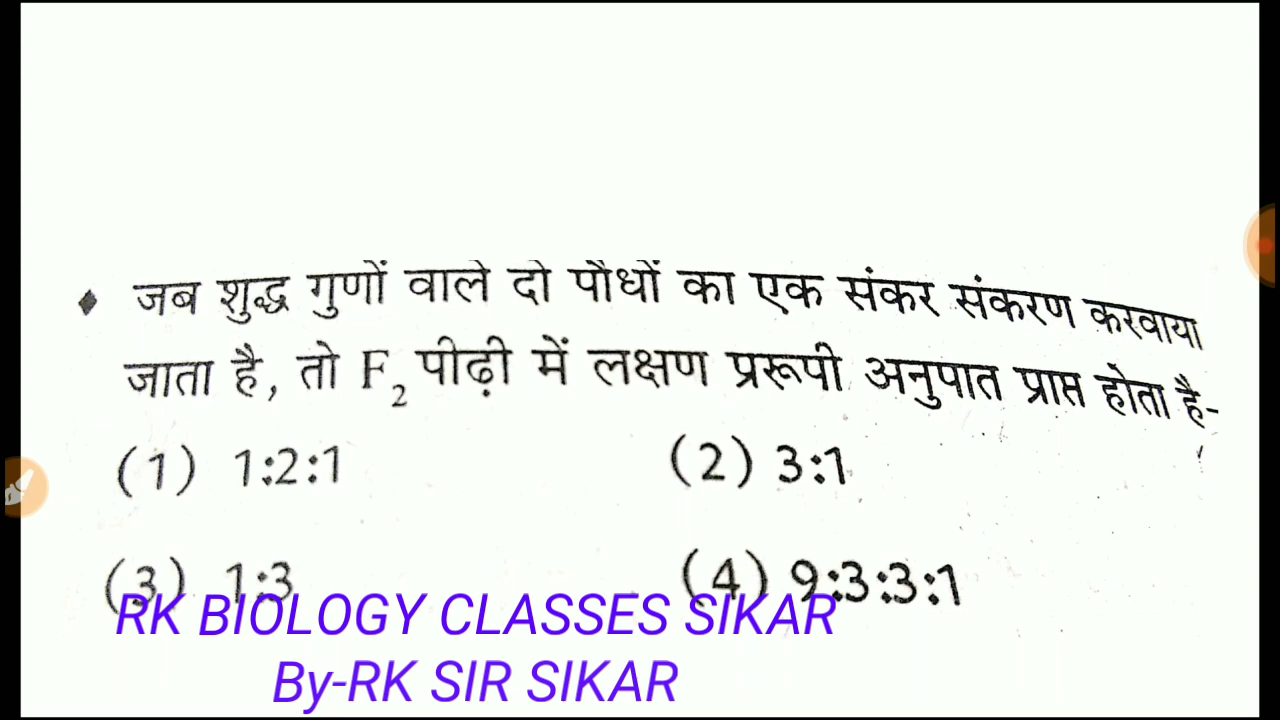 ♦ जब शुद्ध गुणों वाले दो पौधों का एक संकर संकरण करवाया
जाता है, तो F₂ पीढ़ी में लक्षण प्ररूपी अनुपात प्राप्त होता है-
(1) 1:2:1 (2) 3:1
(3) 1:3 (4) 9:3:3:1
RK BIOLOGY CLASSES SIKAR
By-RK SIR SIKAR